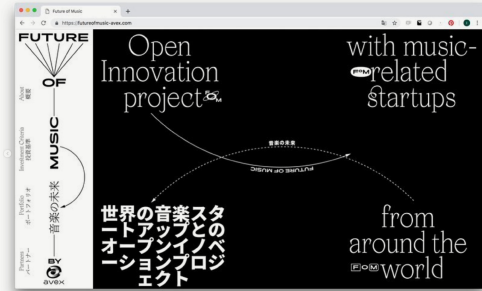 Future of Music
https://futureofmusic-avex.com
FUTURE
OF
MUSIC
音楽の未来
BY
avex
About
概要
Investment Criteria
投資基準
Portfolio
ポートフォリオ
Partners
パートナー
Open
Innovation
project FOM
with music-
FOM related
startups
音楽の未来
FUTURE OF MUSIC
世界の音楽スタ
ートアップとの
オープンイノベ
ーションプロジ
ェクト
from
around the
FOM world